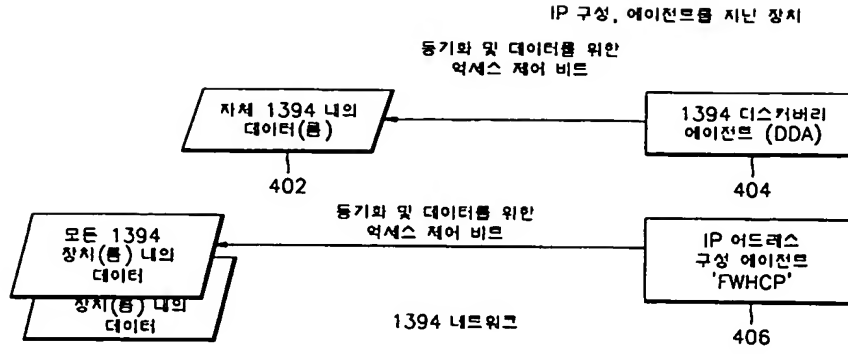 IP 구성, 에이전트를 지닌 장치
동기화 및 데이터를 위한
억세스 제어 비트
자체 1394 내의
데이터(롬)
402
1394 디스커버리
에이전트 (DDA)
404
동기화 및 데이터를 위한
억세스 제어 비트
모든 1394
장치(롬) 내의
데이터
장치(롬) 내의
데이터
IP 어드레스
구성 에이전트
'FWHCP'
406
1394 네트워크